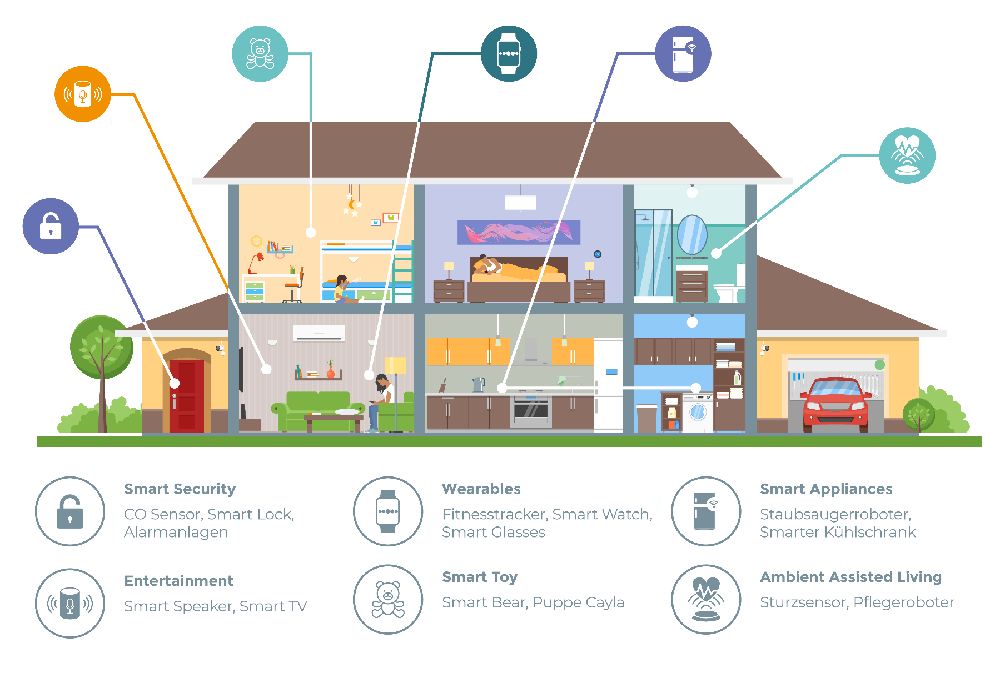 Smart Security
CO Sensor, Smart Lock,
Alarmanlagen
Wearables
Fitnesstracker, Smart Watch,
Smart Glasses
Smart Appliances
Staubsaugerroboter,
Smarter Kühlschrank
Entertainment
Smart Speaker, Smart TV
Smart Toy
Smart Bear, Puppe Cayla
Ambient Assisted Living
Sturzsensor, Pflegeroboter